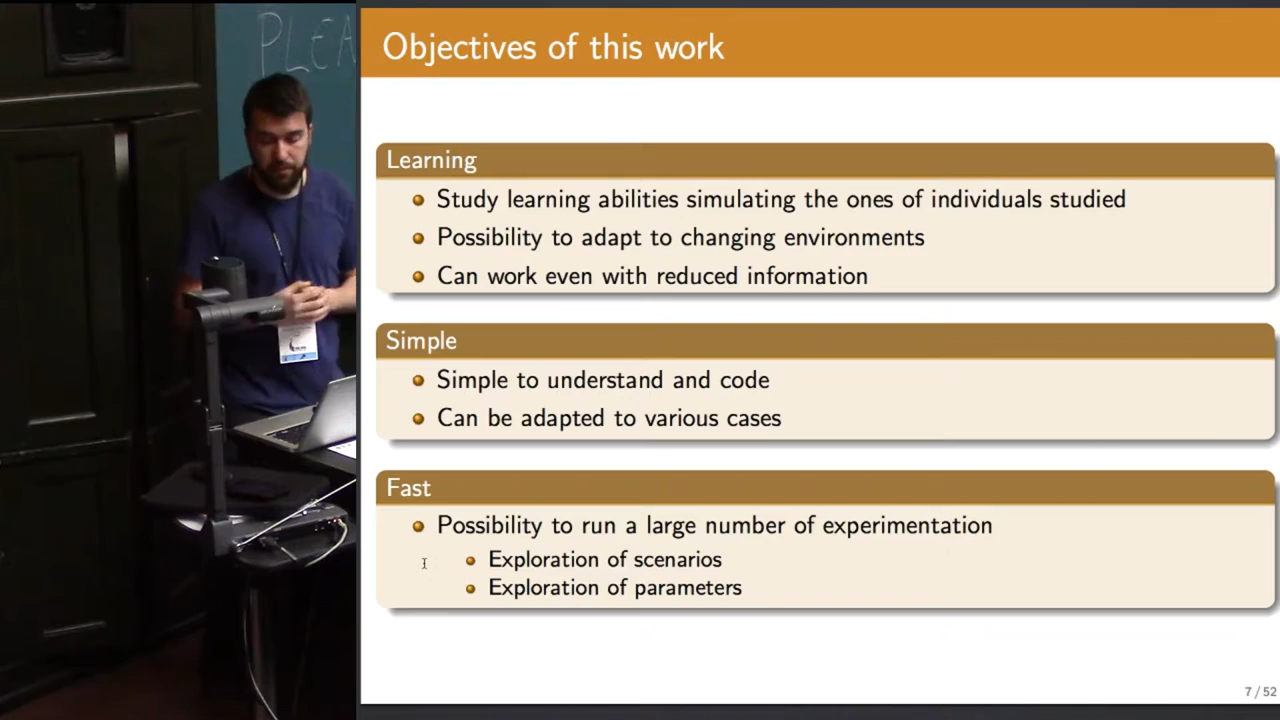 PLEA
Objectives of this work
Learning
Study learning abilities simulating the ones of individuals studied
Possibility to adapt to changing environments
Can work even with reduced information
Simple
Simple to understand and code
Can be adapted to various cases
Fast
Possibility to run a large number of experimentation
Exploration of scenarios
Exploration of parameters
7 / 52